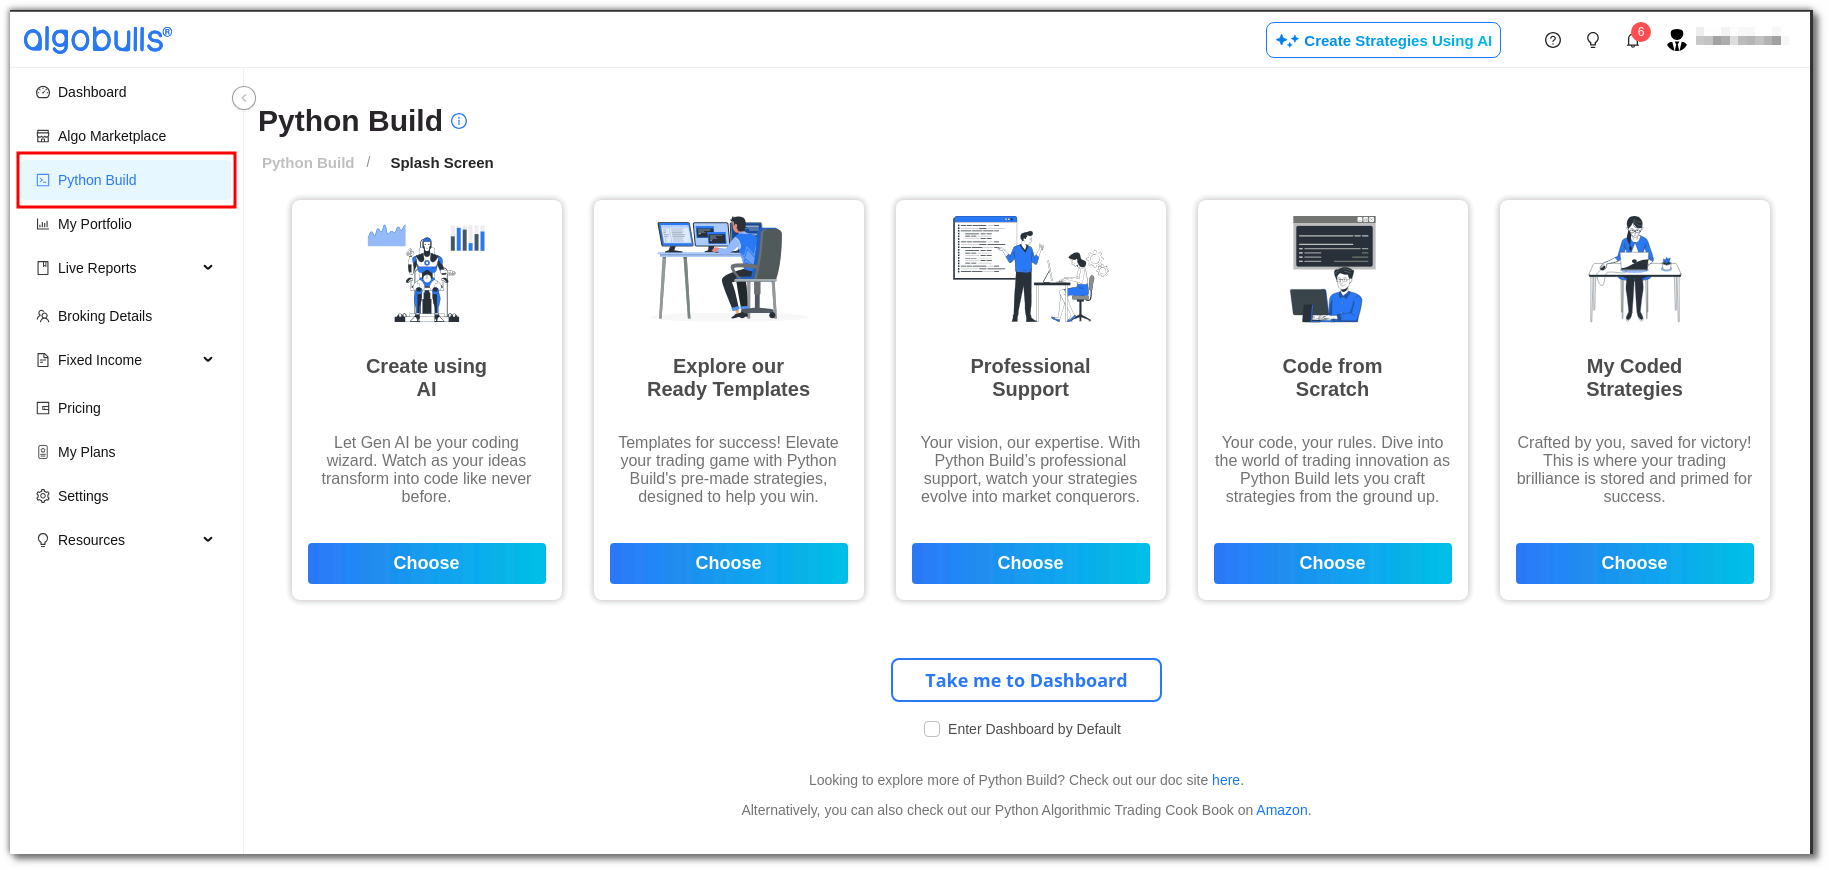 algobulls®
Create Strategies Using AI
6
Dashboard
Algo Marketplace
Python Build
My Portfolio
Live Reports
Broking Details
Fixed Income
Pricing
My Plans
Settings
Resources
Python Build
Python Build / Splash Screen
Create using
AI
Let Gen AI be your coding
wizard. Watch as your ideas
transform into code like never
before.
Choose
Explore our
Ready Templates
Templates for success! Elevate
your trading game with Python
Build's pre-made strategies,
designed to help you win.
Choose
Professional
Support
Your vision, our expertise. With
Python Build’s professional
support, watch your strategies
evolve into market conquerors.
Choose
Code from
Scratch
Your code, your rules. Dive into
the world of trading innovation as
Python Build lets you craft
strategies from the ground up.
Choose
My Coded
Strategies
Crafted by you, saved for victory!
This is where your trading
brilliance is stored and primed for
success.
Choose
Take me to Dashboard
Enter Dashboard by Default
Looking to explore more of Python Build? Check out our doc site here.
Alternatively, you can also check out our Python Algorithmic Trading Cook Book on Amazon.